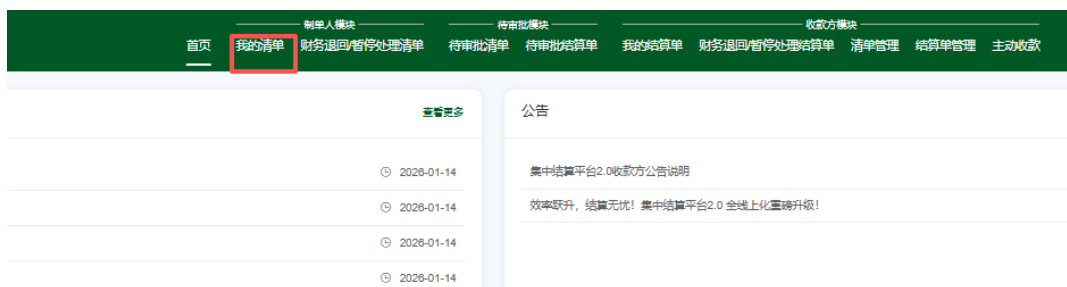 制单人模块 待审批模块 收款方模块
首页 我的清单 财务退回/暂停处理清单 待审批清单 待审批结算单 我的结算单 财务退回/暂停处理结算单 清单管理 结算单管理 主动收款
查看更多
2026-01-14
2026-01-14
2026-01-14
2026-01-14
公告
集中结算平台2.0收款方公告说明
效率跃升，结算无忧！集中结算平台2.0 全线上化重磅升级！